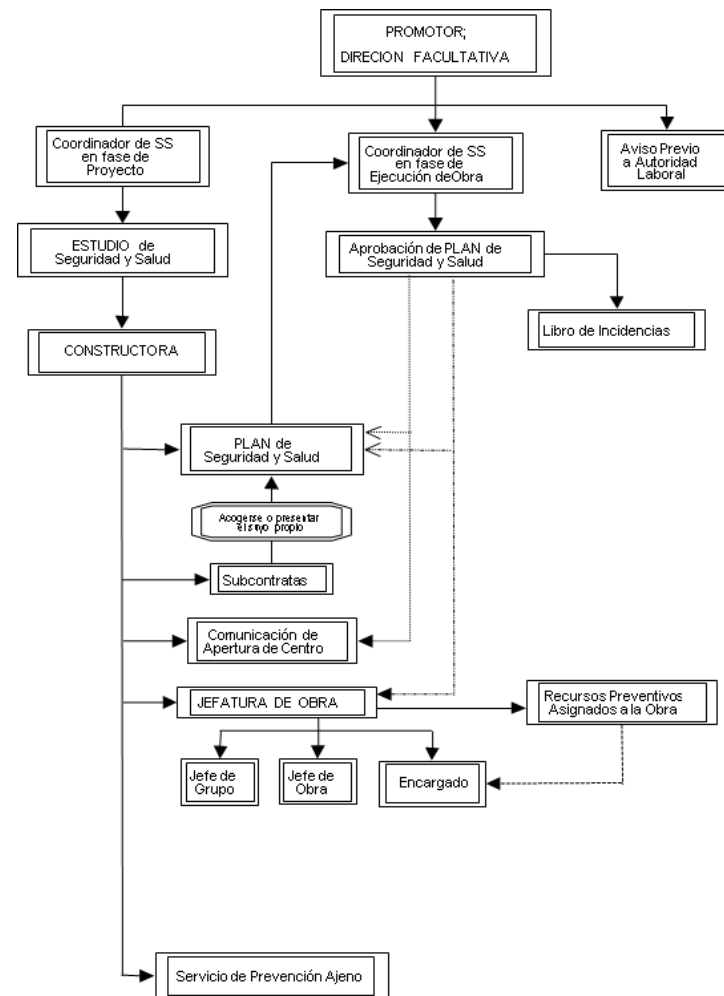 PROMOTOR;
DIRECION FACULTATIVA
Coordinador de SS
en fase de
Proyecto
Coordinador de SS
en fase de
Ejecución deObra
Aviso Previo
a Autoridad
Laboral
ESTUDIO de
Seguridad y Salud
Aprobación de PLAN de
Seguridad y Salud
Libro de Incidencias
CONSTRUCTORA
PLAN de
Seguridad y Salud
Acogerse o presentar
el suyo propio
Subcontratas
Comunicación de
Apertura de Centro
JEFATURA DE OBRA
Recursos Preventivos
Asignados a la Obra
Jefe de
Grupo
Jefe de
Obra
Encargado
Servicio de Prevención Ajeno